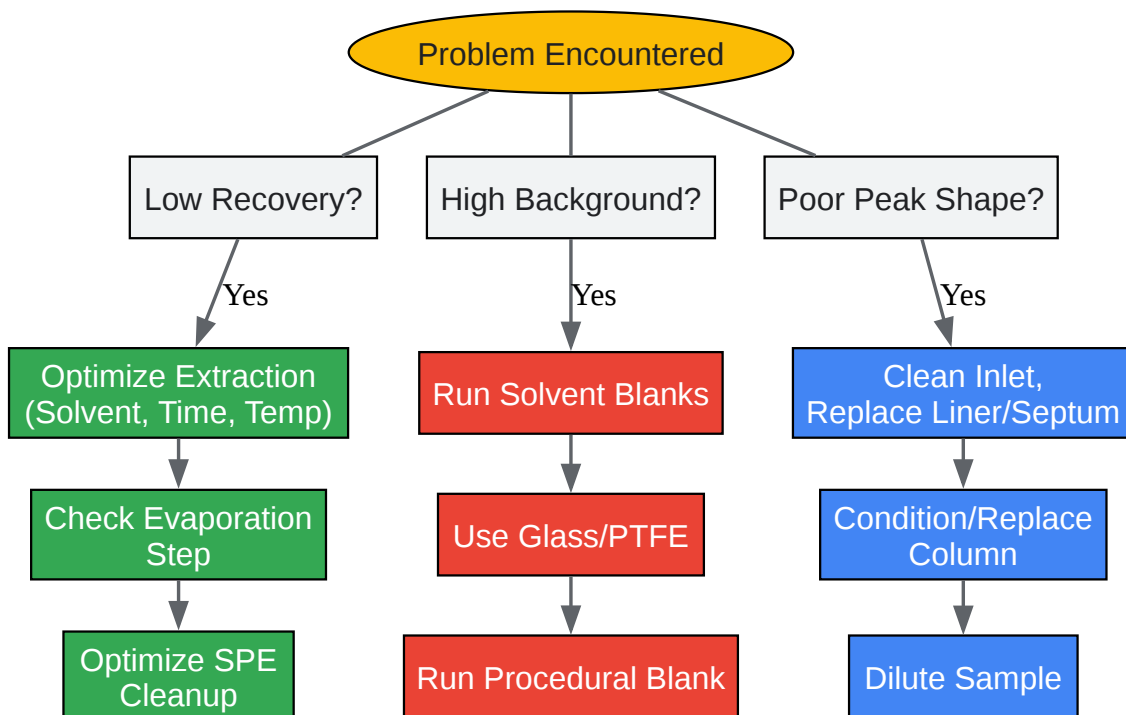 Problem Encountered
Low Recovery?
High Background?
Poor Peak Shape?
Yes
Yes
Yes
Optimize Extraction
(Solvent, Time, Temp)
Run Solvent Blanks
Clean Inlet,
Replace Liner/Septum
Check Evaporation
Step
Use Glass/PTFE
Condition/Replace
Column
Optimize SPE
Cleanup
Run Procedural Blank
Dilute Sample